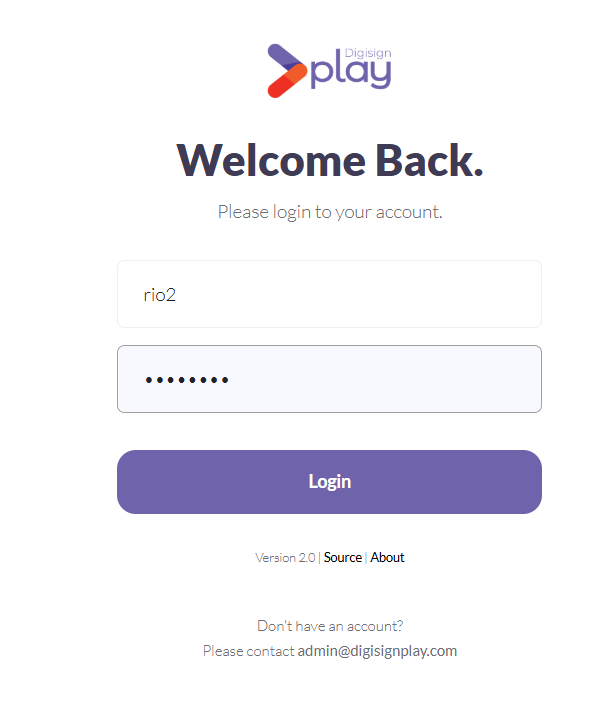 Digisign
play
Welcome Back.
Please login to your account.
rio2
••••••••
Login
Version 2.0 | Source | About
Don't have an account?
Please contact admin@digisignplay.com